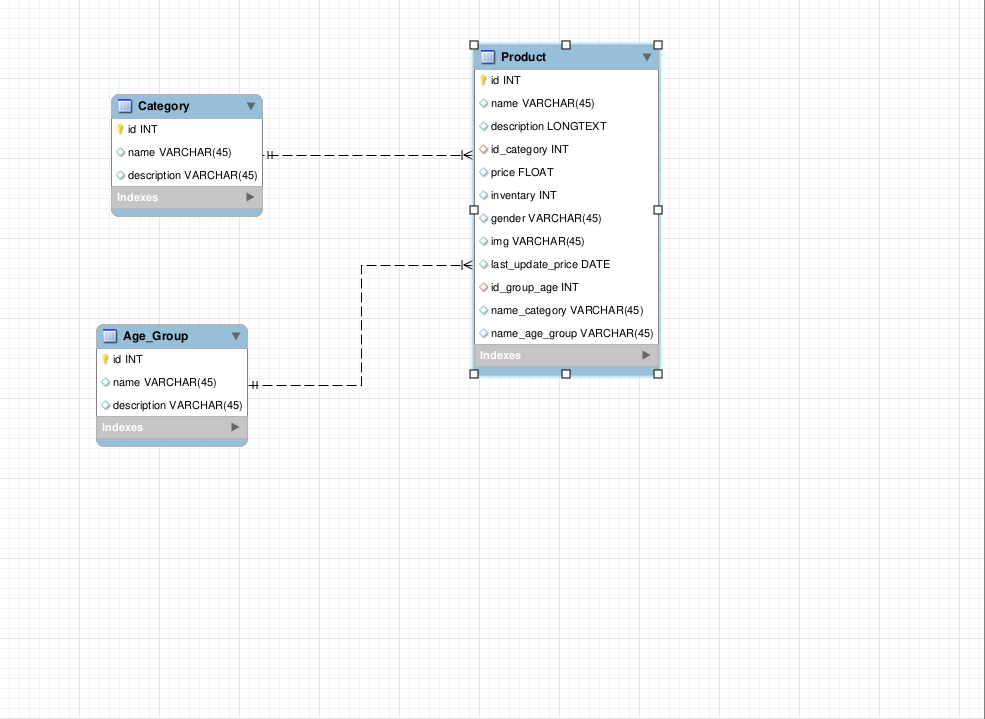 Category
id INT
name VARCHAR(45)
description VARCHAR(45)
Indexes
Product
id INT
name VARCHAR(45)
description LONGTEXT
id_category INT
price FLOAT
inventary INT
gender VARCHAR(45)
img VARCHAR(45)
last_update_price DATE
id_group_age INT
name_category VARCHAR(45)
name_age_group VARCHAR(45)
Indexes
Age_Group
id INT
name VARCHAR(45)
description VARCHAR(45)
Indexes